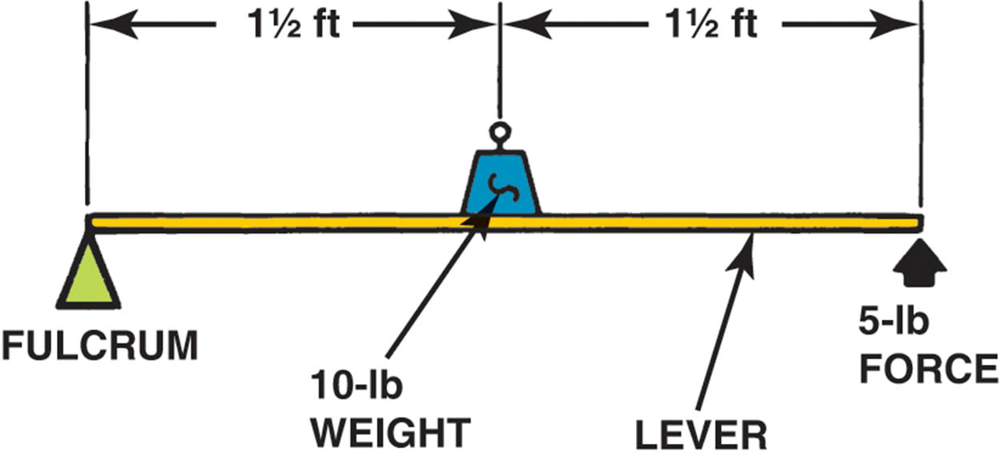 1½ ft
1½ ft
FULCRUM
10-lb
WEIGHT
LEVER
5-lb
FORCE